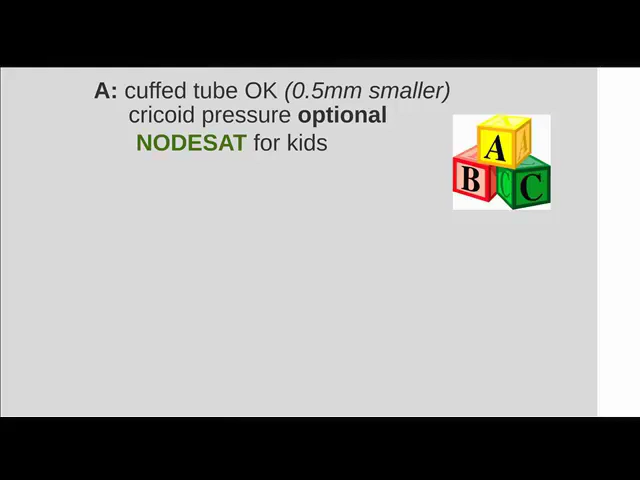 A: cuffed tube OK (0.5mm smaller)
cricoid pressure optional
NODESAT for kids
A
B C C